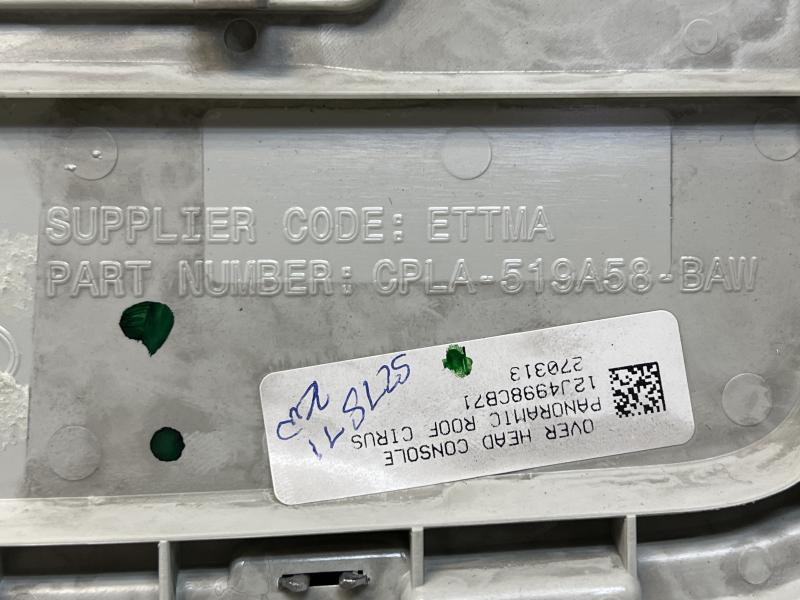 SUPPLIER CODE: ETTMA
PART NUMBER: CPLA-519A58-BAW
OVER HEAD CONSOLE
PANORAMIC ROOF CIRUS
12J4998CB71
270313